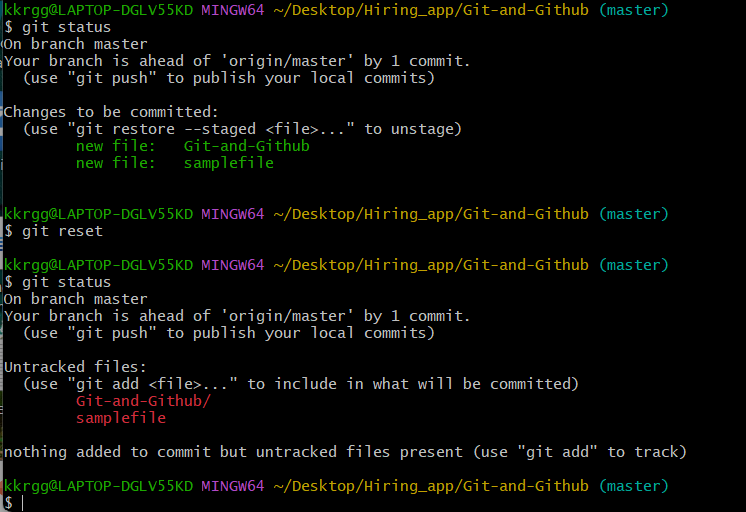 kkrgg@LAPTOP-DGLV55KD MINGW64 ~/Desktop/Hiring_app/Git-and-Github (master)
$ git status
On branch master
Your branch is ahead of 'origin/master' by 1 commit.
  (use "git push" to publish your local commits)

Changes to be committed:
  (use "git restore --staged <file>..." to unstage)
        new file:   Git-and-Github
        new file:   samplefile

kkrgg@LAPTOP-DGLV55KD MINGW64 ~/Desktop/Hiring_app/Git-and-Github (master)
$ git reset

kkrgg@LAPTOP-DGLV55KD MINGW64 ~/Desktop/Hiring_app/Git-and-Github (master)
$ git status
On branch master
Your branch is ahead of 'origin/master' by 1 commit.
  (use "git push" to publish your local commits)

Untracked files:
  (use "git add <file>..." to include in what will be committed)
        Git-and-Github/
        samplefile

nothing added to commit but untracked files present (use "git add" to track)

kkrgg@LAPTOP-DGLV55KD MINGW64 ~/Desktop/Hiring_app/Git-and-Github (master)
$